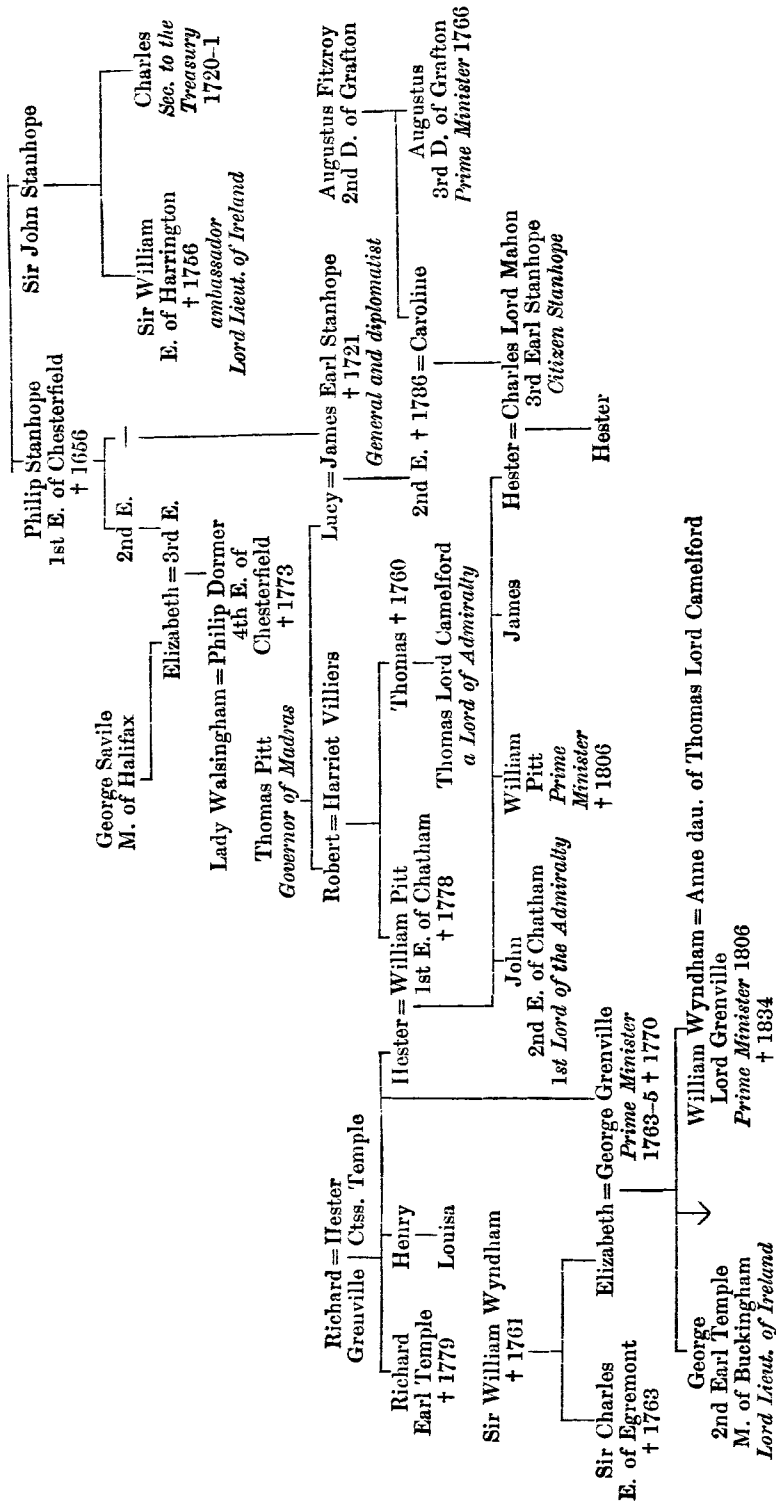 Philip Stanhope
1st E. of Chesterfield
† 1656
Sir John Stanhope
2nd E.
Sir William
E. of Harrington
† 1756
ambassador
Lord Lieut. of Ireland
Charles
Sec. to the
Treasury
1720–1
George Savile
M. of Halifax
Elizabeth = 3rd E.
Lady Walsingham = Philip Dormer
4th E. of
Chesterfield
† 1773
Thomas Pitt
Governor of Madras
Robert = Harriet Villiers
Lucy = James Earl Stanhope
† 1721
General and diplomatist
Augustus Fitzroy
2nd D. of Grafton
2nd E. † 1786 = Caroline
Augustus
3rd D. of Grafton
Prime Minister 1766
Richard = Hester
Grenville Ctss. Temple
Hester = William Pitt
1st E. of Chatham
† 1778
Thomas † 1760
Thomas Lord Camelford
a Lord of Admiralty
Richard
Earl Temple
† 1779
Henry
Louisa
John
2nd E. of Chatham
1st Lord of the Admiralty
William
Pitt Prime
Minister
† 1806
James
Hester = Charles Lord Mahon
3rd Earl Stanhope
Citizen Stanhope
Hester
Sir William Wyndham
† 1761
Sir Charles
E. of Egremont
† 1763
Elizabeth = George Grenville
Prime Minister
1763–5 † 1770
George
2nd Earl Temple
M. of Buckingham
Lord Lieut. of Ireland
William Wyndham = Anne dau. of Thomas Lord Camelford
Lord Grenville
Prime Minister 1806
† 1834